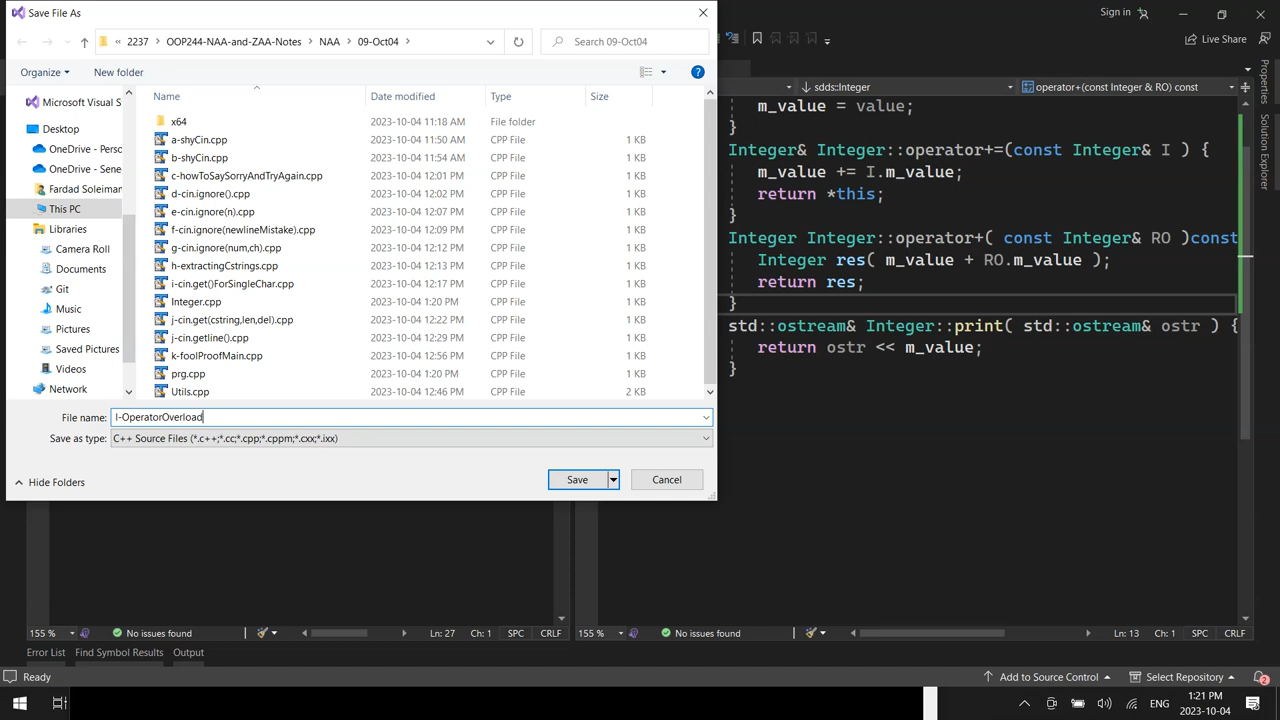 Save File As
2237
OOP244-NAA-and-ZAA-Notes
NAA
09-Oct04
Search 09-Oct04
Organize
New folder
Microsoft Visual S
Desktop
OneDrive - Perso
OneDrive - Sene
Fardad Soleiman
This PC
Libraries
Camera Roll
Documents
Git
Music
Pictures
Saved Pictures
Videos
Network
Name Date modified Type Size
x64 2023-10-04 11:18 AM File folder
a-shyCin.cpp 2023-10-04 11:50 AM CPP File 1 KB
b-shyCin.cpp 2023-10-04 11:54 AM CPP File 1 KB
c-howToSaySorryAndTryAgain.cpp 2023-10-04 12:01 PM CPP File 1 KB
d-cin.ignore().cpp 2023-10-04 12:02 PM CPP File 1 KB
e-cin.ignore(n).cpp 2023-10-04 12:07 PM CPP File 1 KB
f-cin.ignore(newlineMistake).cpp 2023-10-04 12:09 PM CPP File 1 KB
g-cin.ignore(num,ch).cpp 2023-10-04 12:12 PM CPP File 1 KB
h-extractingCstrings.cpp 2023-10-04 12:13 PM CPP File 1 KB
i-cin.get()ForSingleChar.cpp 2023-10-04 12:17 PM CPP File 1 KB
Integer.cpp 2023-10-04 1:20 PM CPP File 1 KB
j-cin.get(cstring,len,del).cpp 2023-10-04 12:22 PM CPP File 1 KB
j-cin.getline().cpp 2023-10-04 12:29 PM CPP File 1 KB
k-foolProofMain.cpp 2023-10-04 12:56 PM CPP File 1 KB
prg.cpp 2023-10-04 1:20 PM CPP File 1 KB
Utils.cpp 2023-10-04 12:46 PM CPP File 2 KB
File name: l-OperatorOverload
Save as type: C++ Source Files (*.c++;*.cc;*.cpp;*.cppm;*.cxx;*.ixx)
Hide Folders
Save
Cancel
Sign in
Live Share
Properties
Solution Explorer
sdds::Integer
operator+(const Integer & RO) const
m_value = value;
}
Integer& Integer::operator+=(const Integer& I ) {
m_value += I.m_value;
return *this;
}
Integer Integer::operator+( const Integer& RO )const
Integer res( m_value + RO.m_value );
return res;
}
std::ostream& Integer::print( std::ostream& ostr ) {
return ostr << m_value;
}
155 % No issues found Ln: 27 Ch: 1 SPC CRLF
155 % No issues found Ln: 13 Ch: 1 SPC CRLF
Error List Find Symbol Results Output
Ready
Add to Source Control
Select Repository
2
ENG
1:21 PM
2023-10-04